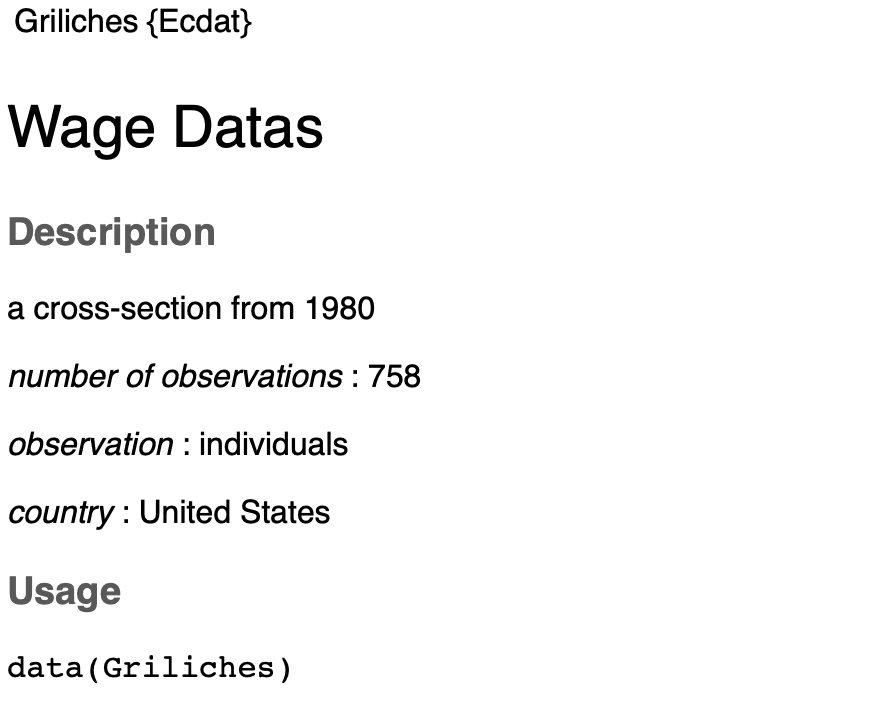 Griliches {Ecdat}
Wage Datas
Description
a cross-section from 1980
number of observations : 758
observation : individuals
country : United States
Usage
data(Griliches)